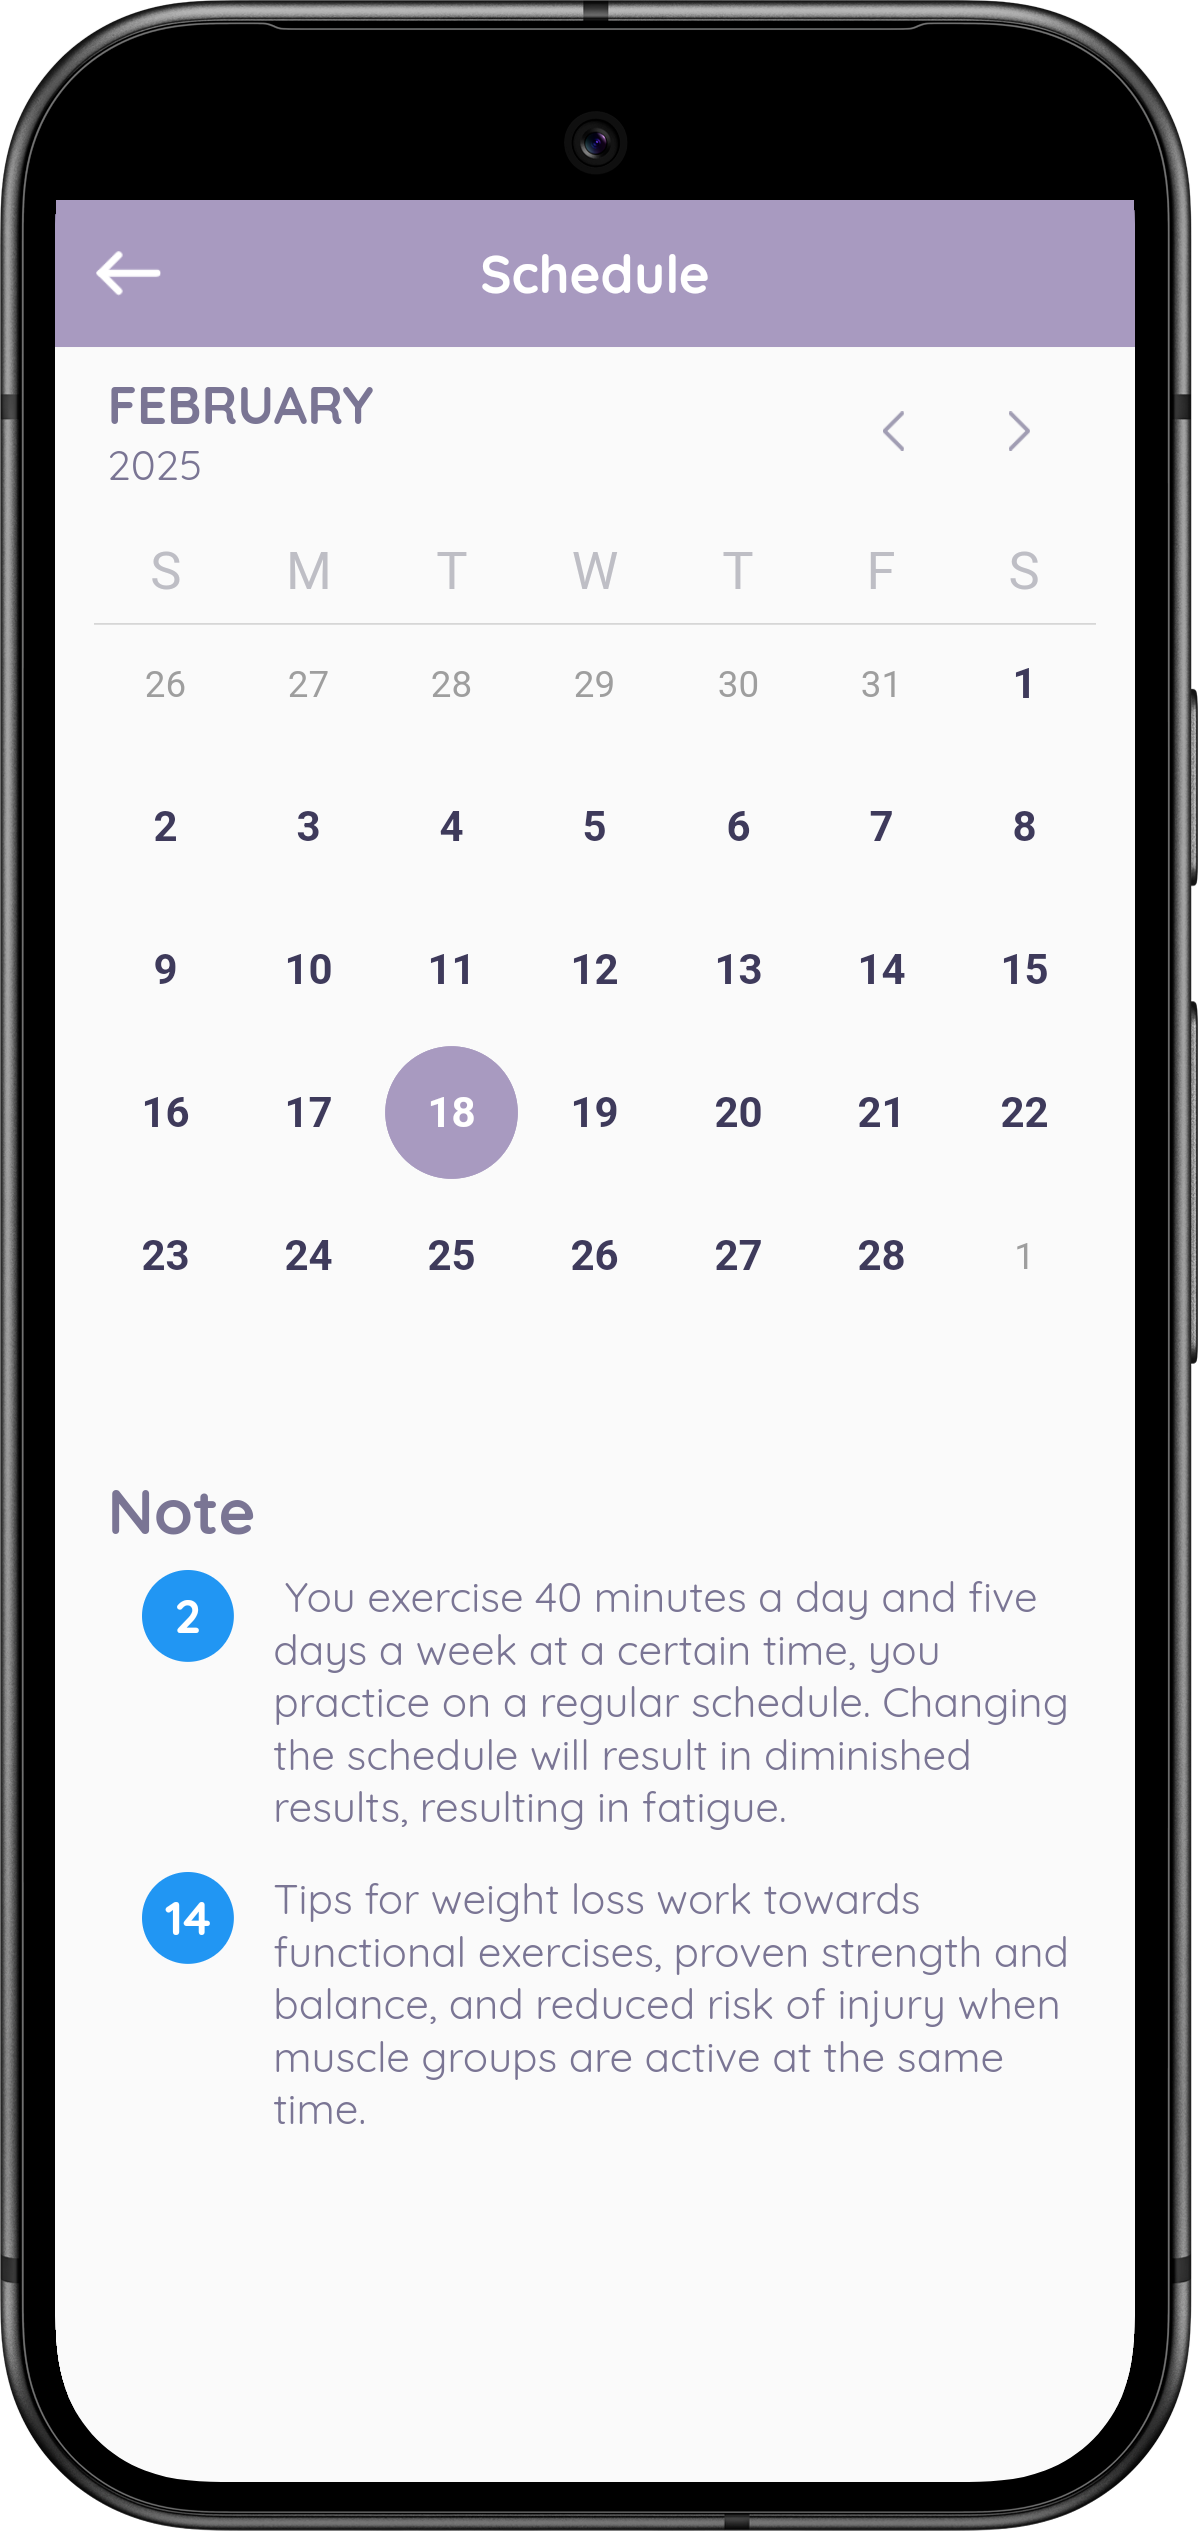 Schedule
FEBRUARY
2025
S M T W T F S
26 27 28 29 30 31 1
2 3 4 5 6 7 8
9 10 11 12 13 14 15
16 17 18 19 20 21 22
23 24 25 26 27 28 1
Note
2
You exercise 40 minutes a day and five
days a week at a certain time, you
practice on a regular schedule. Changing
the schedule will result in diminished
results, resulting in fatigue.
14
Tips for weight loss work towards
functional exercises, proven strength and
balance, and reduced risk of injury when
muscle groups are active at the same
time.